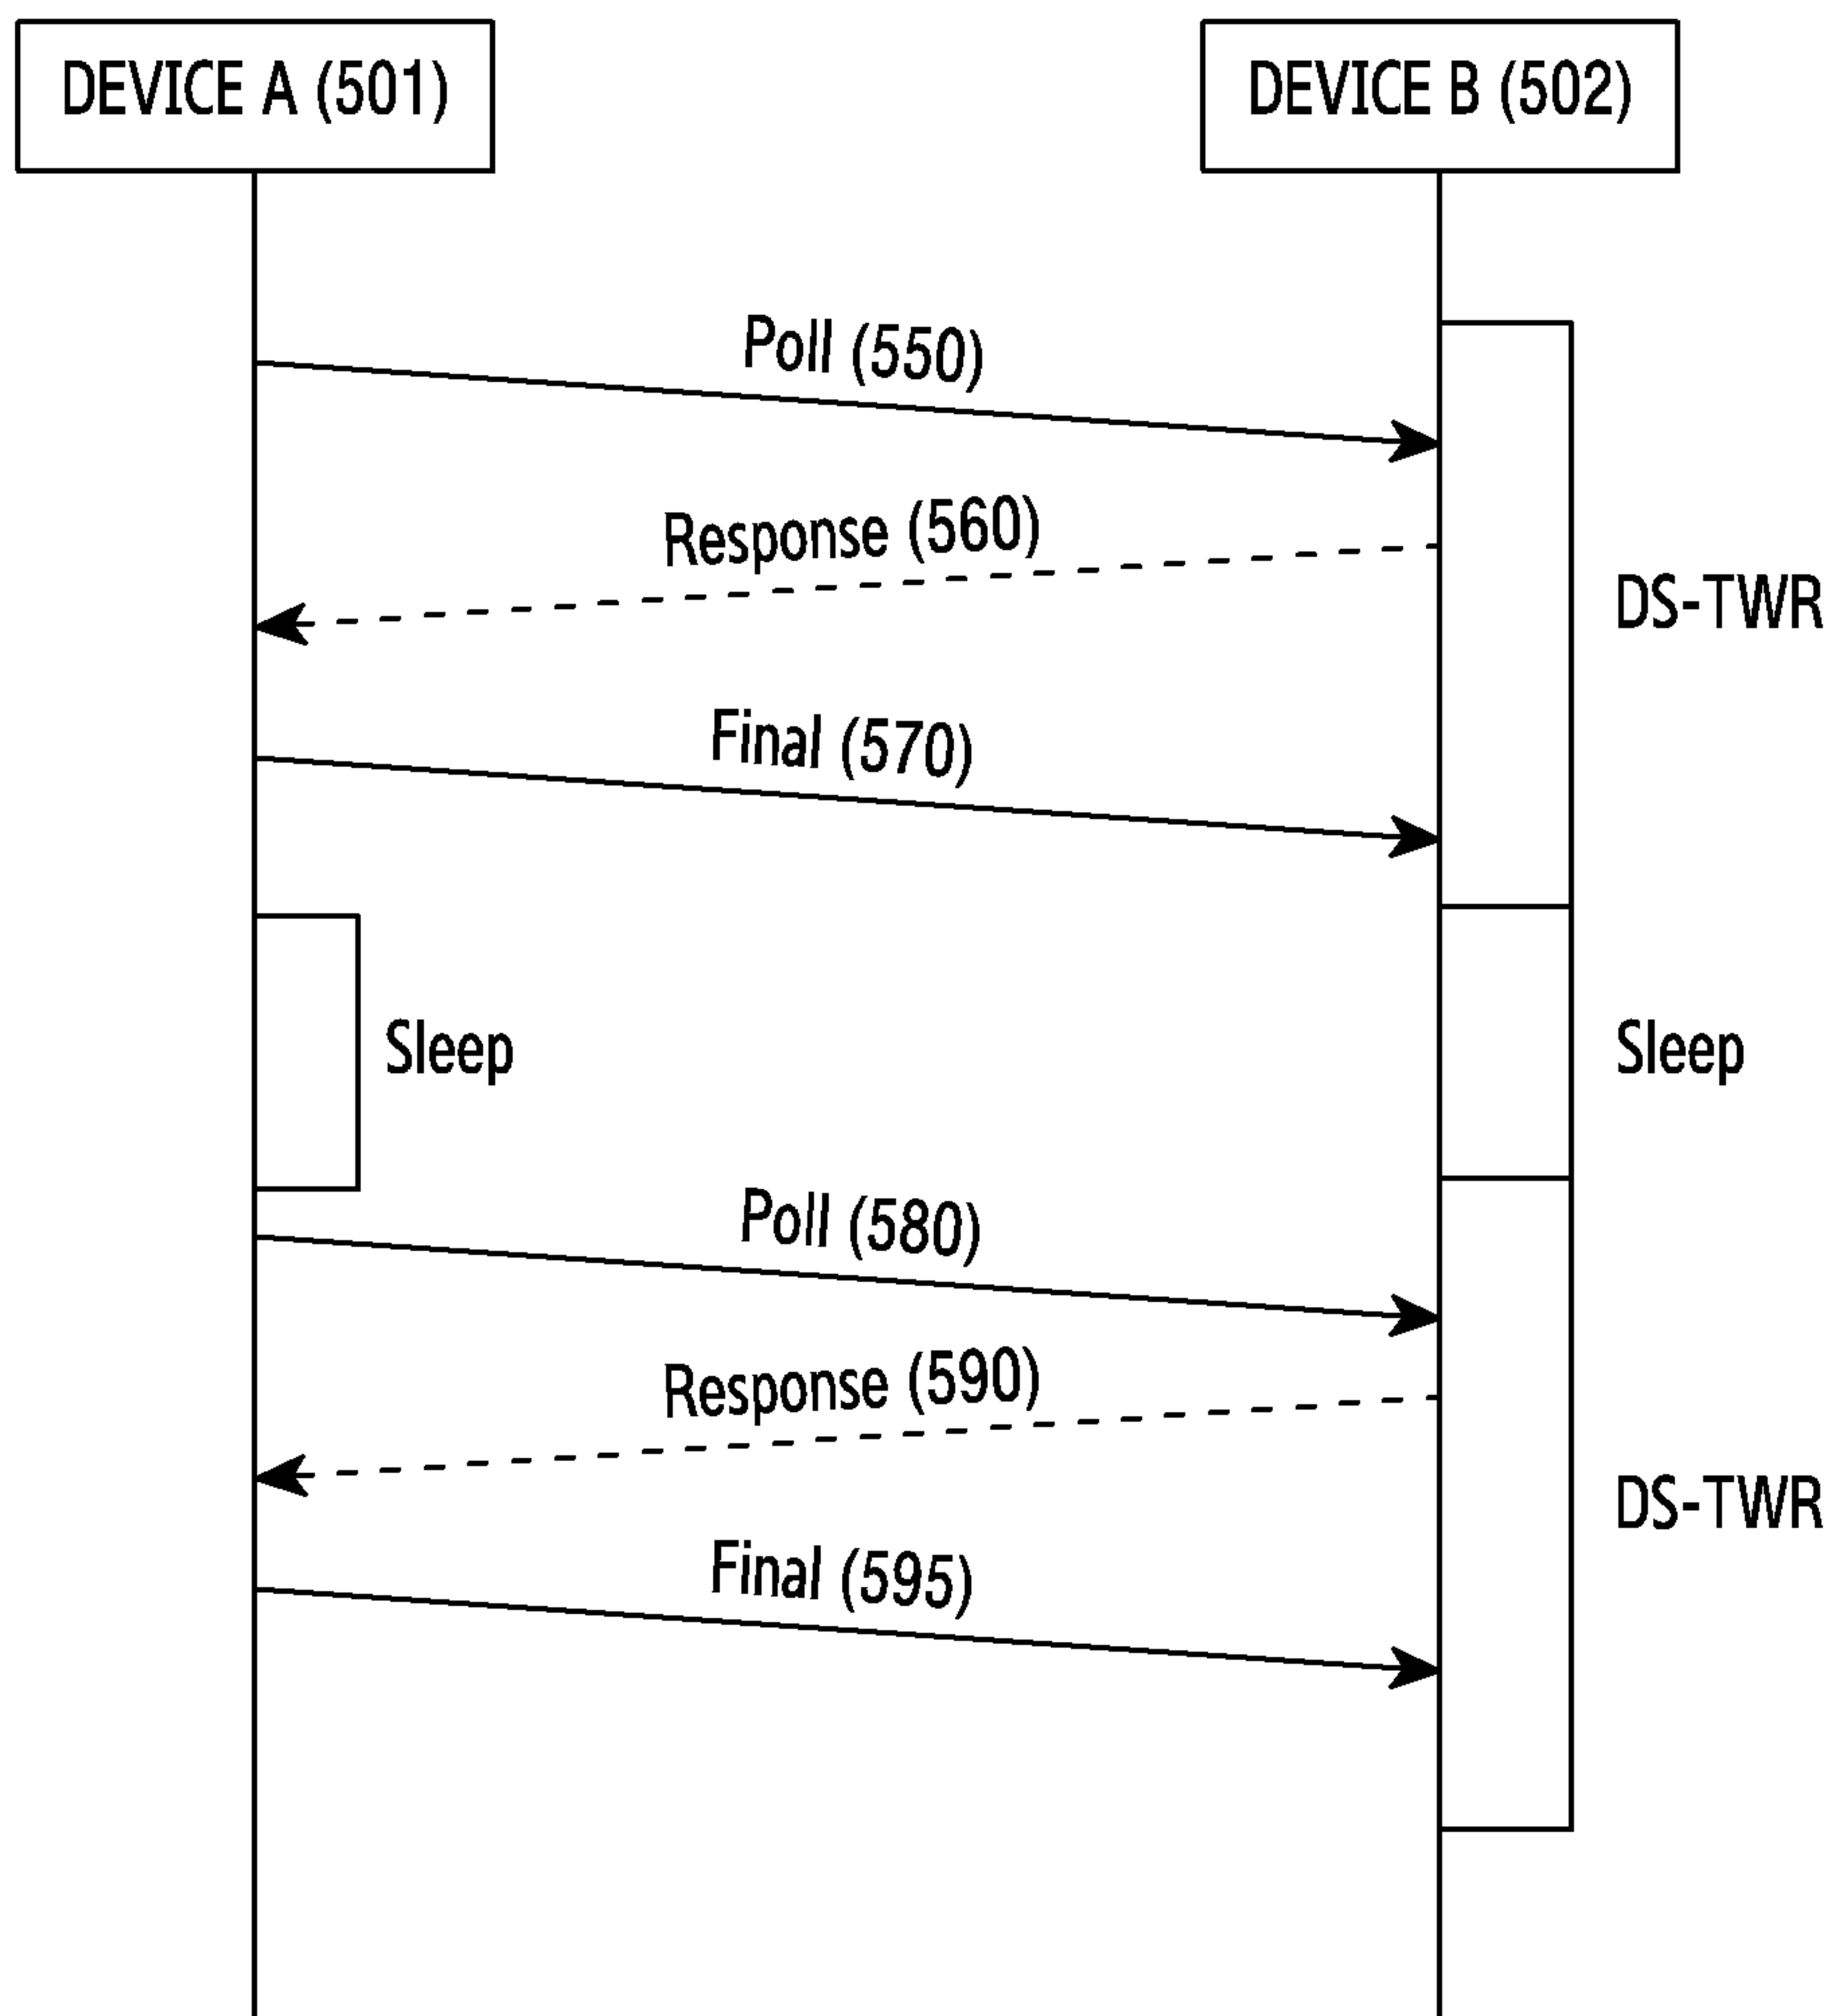 DEVICE A (501)
DEVICE B (502)
Poll (550)
Response (560)
DS-TWR
Final (570)
Sleep
Sleep
Poll (580)
Response (590)
DS-TWR
Final (595)